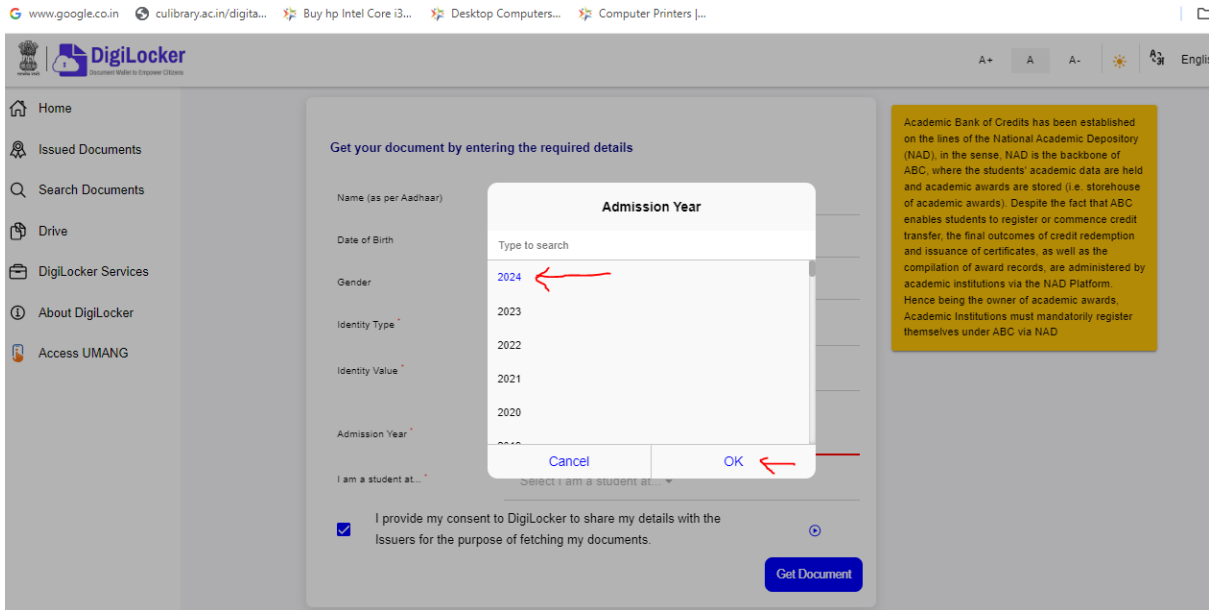 www.google.co.in culibrary.ac.in/digita... Buy hp Intel Core i3... Desktop Computers... Computer Printers |...
DigiLocker
Document Wallet to Empower Citizens
A+ A A-
Home
Issued Documents
Search Documents
Drive
DigiLocker Services
About DigiLocker
Access UMANG
Get your document by entering the required details
Name (as per Aadhaar)
Date of Birth
Gender
Identity Type *
Identity Value *
Admission Year *
I am a student at... *
Select I am a student at...
Admission Year
Type to search
2024
2023
2022
2021
2020
Cancel OK
I provide my consent to DigiLocker to share my details with the
Issuers for the purpose of fetching my documents.
Get Document
Academic Bank of Credits has been established
on the lines of the National Academic Depository
(NAD), in the sense, NAD is the backbone of
ABC, where the students' academic data are held
and academic awards are stored (i.e. storehouse
of academic awards). Despite the fact that ABC
enables students to register or commence credit
transfer, the final outcomes of credit redemption
and issuance of certificates, as well as the
compilation of award records, are administered by
academic institutions via the NAD Platform.
Hence being the owner of academic awards,
Academic Institutions must mandatorily register
themselves under ABC via NAD